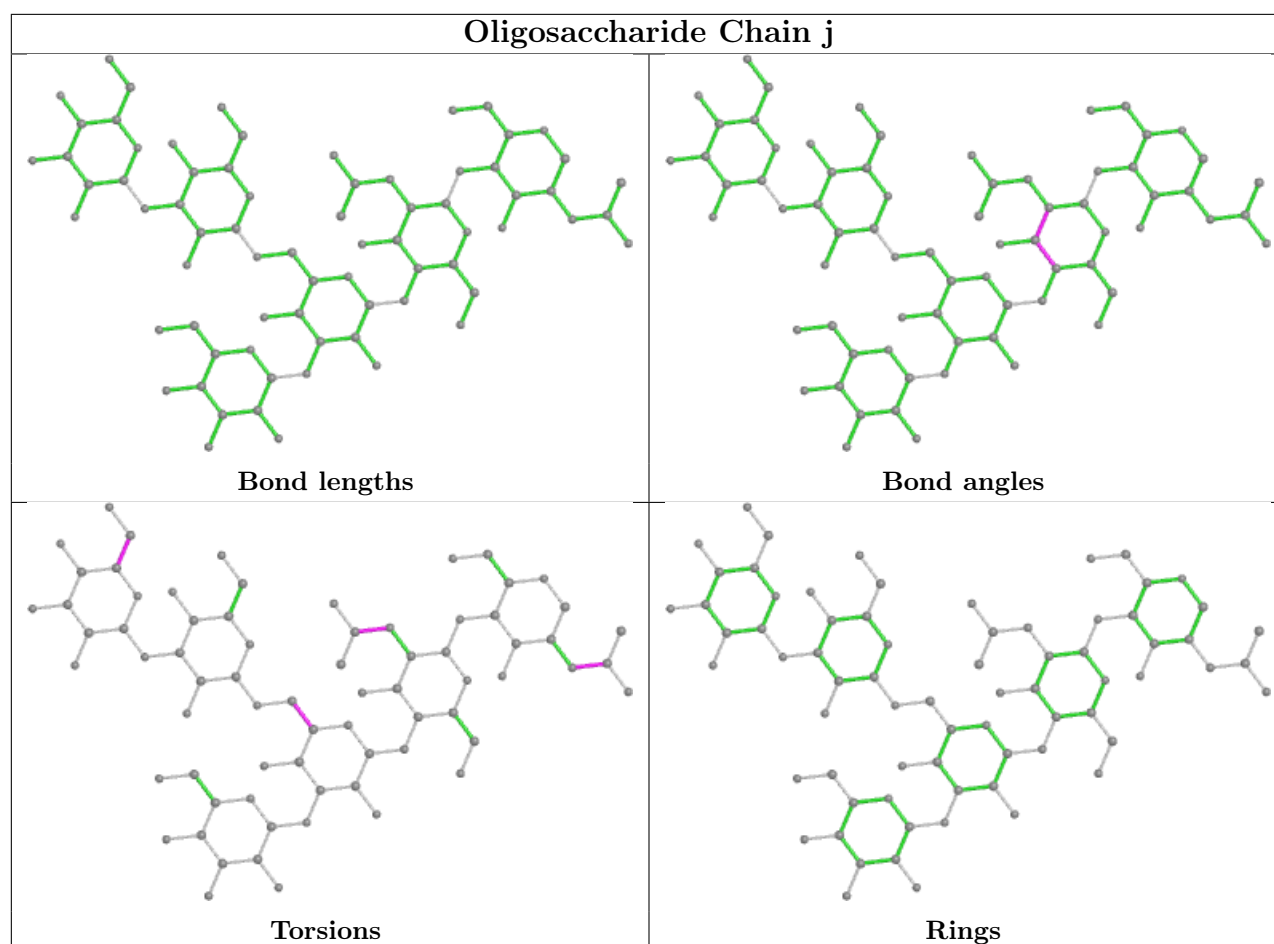 Oligosaccharide Chain j
Bond lengths
Bond angles
Torsions
Rings